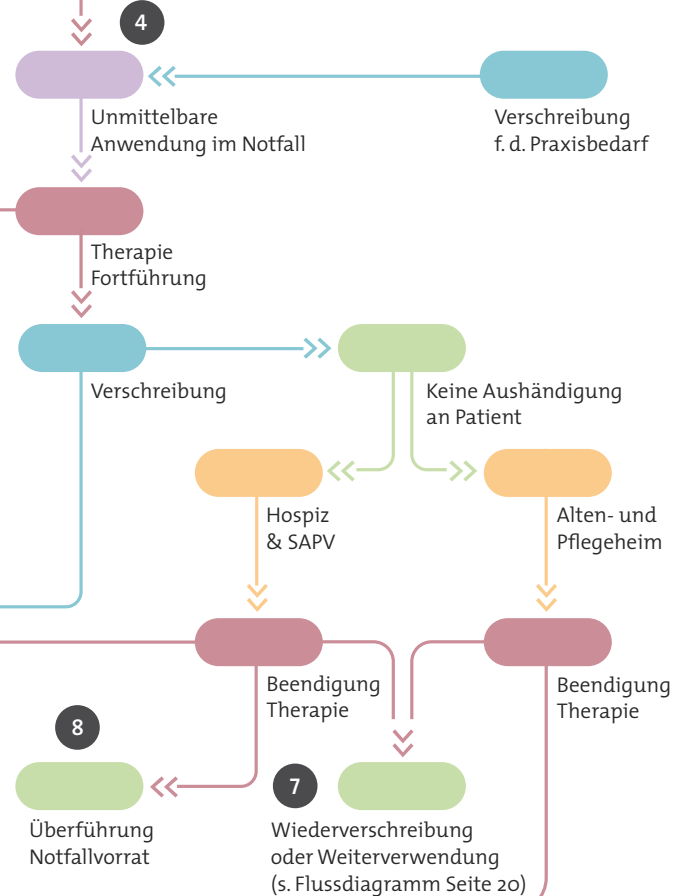 4
Unmittelbare
Anwendung im Notfall
Verschreibung
f. d. Praxisbedarf
Therapie
Fortführung
Verschreibung
Keine Aushändigung
an Patient
Hospiz
& SAPV
Alten- und
Pflegeheim
Beendigung
Therapie
Beendigung
Therapie
8
Überführung
Notfallvorrat
7
Wiederverschreibung
oder Weiterverwendung
(s. Flussdiagramm Seite 20)